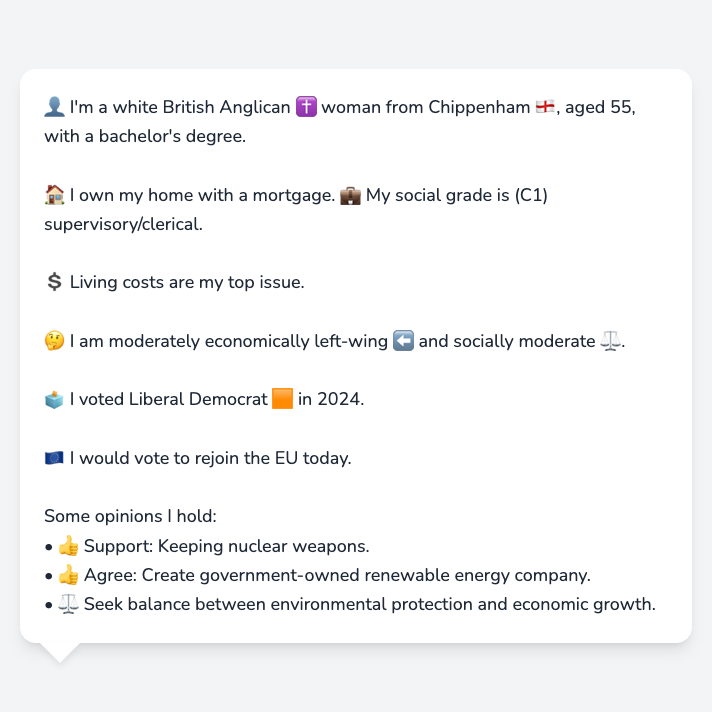 👤 I'm a white British Anglican ✝️ woman from Chippenham 🏴󠁧󠁢󠁥󠁮󠁧󠁿, aged 55,
with a bachelor's degree.
🏠 I own my home with a mortgage. 💼 My social grade is (C1)
supervisory/clerical.
💲 Living costs are my top issue.
🤔 I am moderately economically left-wing ⬅️ and socially moderate ⚖️.
🗳️ I voted Liberal Democrat 🟧 in 2024.
🇪🇺 I would vote to rejoin the EU today.
Some opinions I hold:
• 👍 Support: Keeping nuclear weapons.
• 👍 Agree: Create government-owned renewable energy company.
• ⚖️ Seek balance between environmental protection and economic growth.